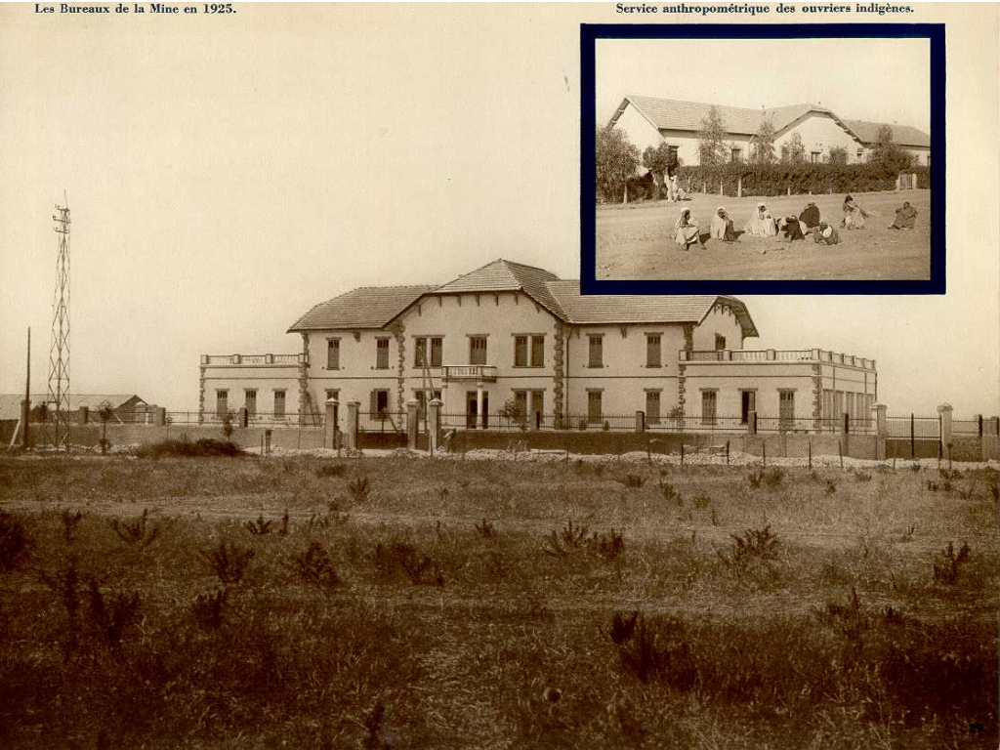 Les Bureaux de la Mine en 1925.
Service anthropométrique des ouvriers indigènes.